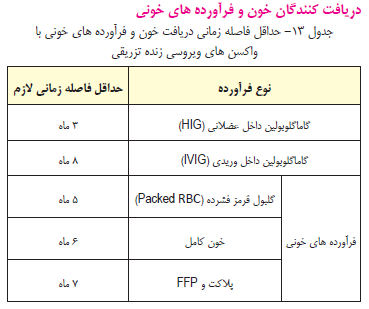 دریافت کنندگان خون و فرآورده های خونی
جدول ۱۳- حداقل فاصله زمانی دریافت خون و فرآورده های خونی با
واکسن های ویروسی زنده تزریقی
نوع فرآورده	حداقل فاصله زمانی لازم
گاماگلوبولین داخل عضلانی (HIG)	۳ ماه
گاماگلوبولین داخل وریدی (IVIG)	۸ ماه
فرآورده های خونی	گلبول قرمز فشرده (Packed RBC)	۵ ماه
خون کامل	۶ ماه
پلاکت و FFP	۷ ماه